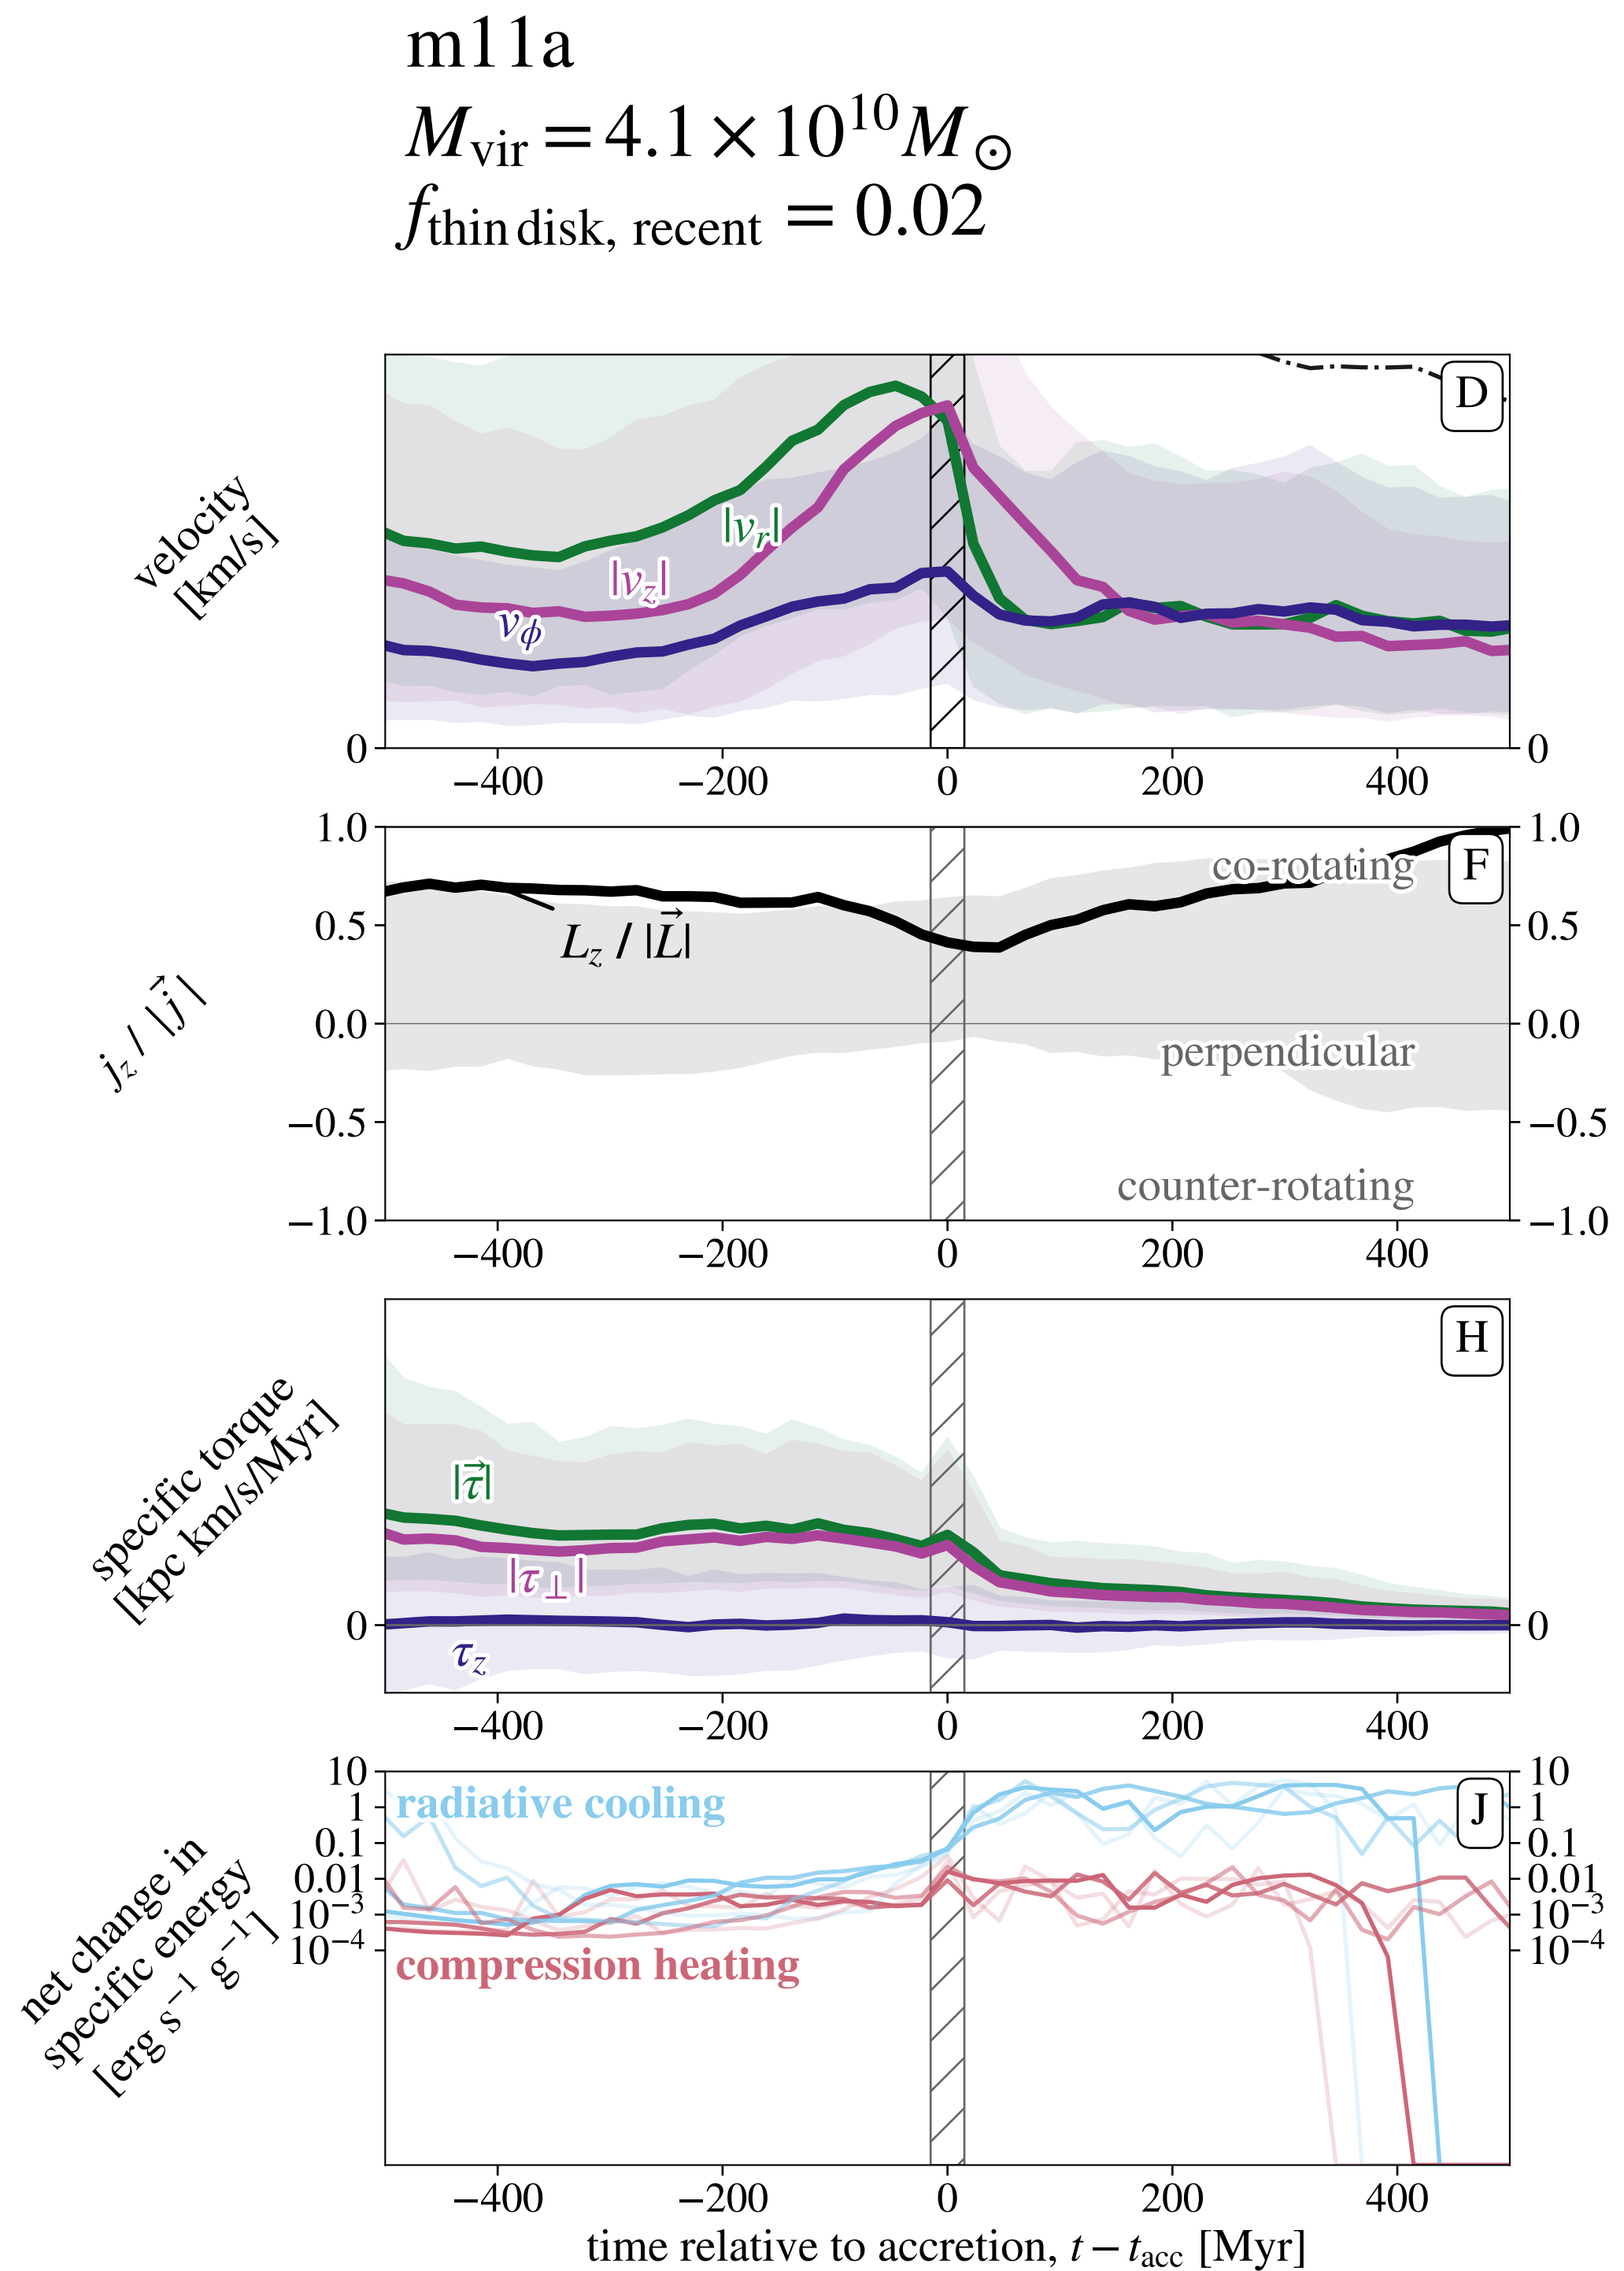 m11a
M_vir = 4.1 × 10^10 M_⊙
f_thin disk, recent = 0.02
velocity
[km/s]
D
|v_r|
|v_z|
v_ϕ
0
0
−400 −200 0 200 400
j_z / |j⃗|
1.0
0.5
0.0
−0.5
−1.0
co-rotating
F
L_z / |L⃗|
perpendicular
counter-rotating
1.0
0.5
0.0
−0.5
−1.0
−400 −200 0 200 400
specific torque
[kpc km/s/Myr]
H
|τ⃗|
|τ_⊥|
τ_z
0
0
−400 −200 0 200 400
net change in
specific energy
[erg s^−1 g^−1]
10
1
0.1
0.01
10^−3
10^−4
radiative cooling
J
compression heating
10
1
0.1
0.01
10^−3
10^−4
−400 −200 0 200 400
time relative to accretion, t − t_acc [Myr]